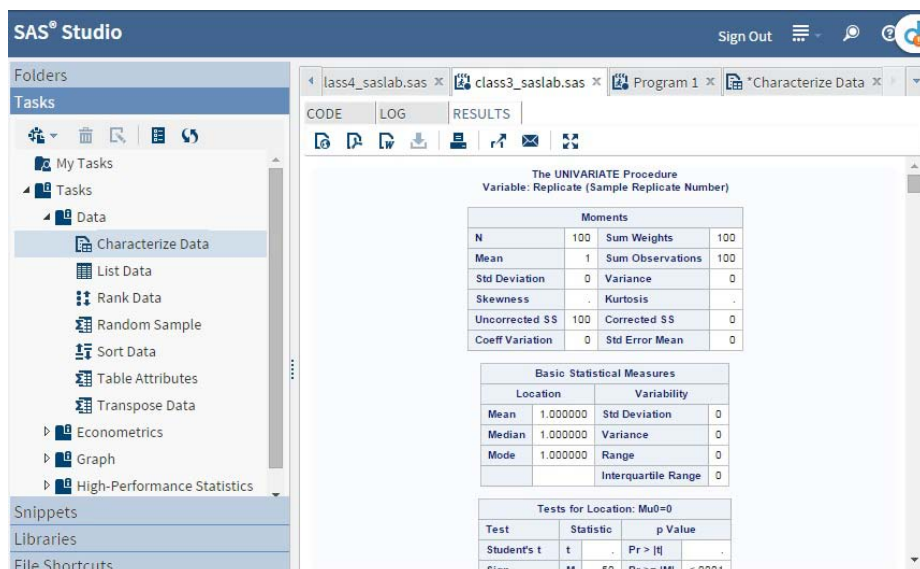 SAS® Studio
Sign Out
Folders
Tasks
My Tasks
Tasks
Data
Characterize Data
List Data
Rank Data
Random Sample
Sort Data
Table Attributes
Transpose Data
Econometrics
Graph
High-Performance Statistics
Snippets
Libraries
File Shortcuts
lass4_saslab.sas class3_saslab.sas Program 1 *Characterize Data
CODE LOG RESULTS
The UNIVARIATE Procedure
Variable: Replicate (Sample Replicate Number)
Moments
N 100 Sum Weights 100
Mean 1 Sum Observations 100
Std Deviation 0 Variance 0
Skewness . Kurtosis .
Uncorrected SS 100 Corrected SS 0
Coeff Variation 0 Std Error Mean 0
Basic Statistical Measures
Location Variability
Mean 1.000000 Std Deviation 0
Median 1.000000 Variance 0
Mode 1.000000 Range 0
Interquartile Range 0
Tests for Location: Mu0=0
Test Statistic p Value
Student's t t . Pr > |t| .
Sign M 50 Pr >= |M| <.0001